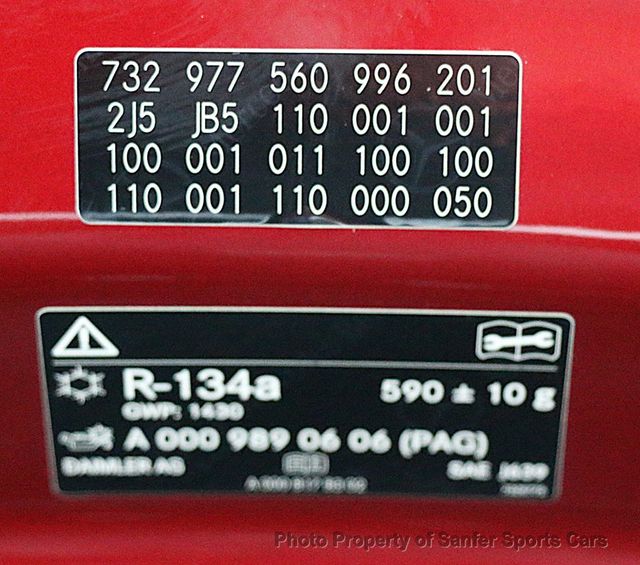 732 977 560 996 201
2J5 JB5 110 001 001
100 001 011 100 100
110 001 110 000 050
R-134a 590 ± 10 g
GWP: 1430
A 000 989 06 06 (PAG)
DAIMLER AG SAE J639
Photo Property of Sanfer Sports Cars